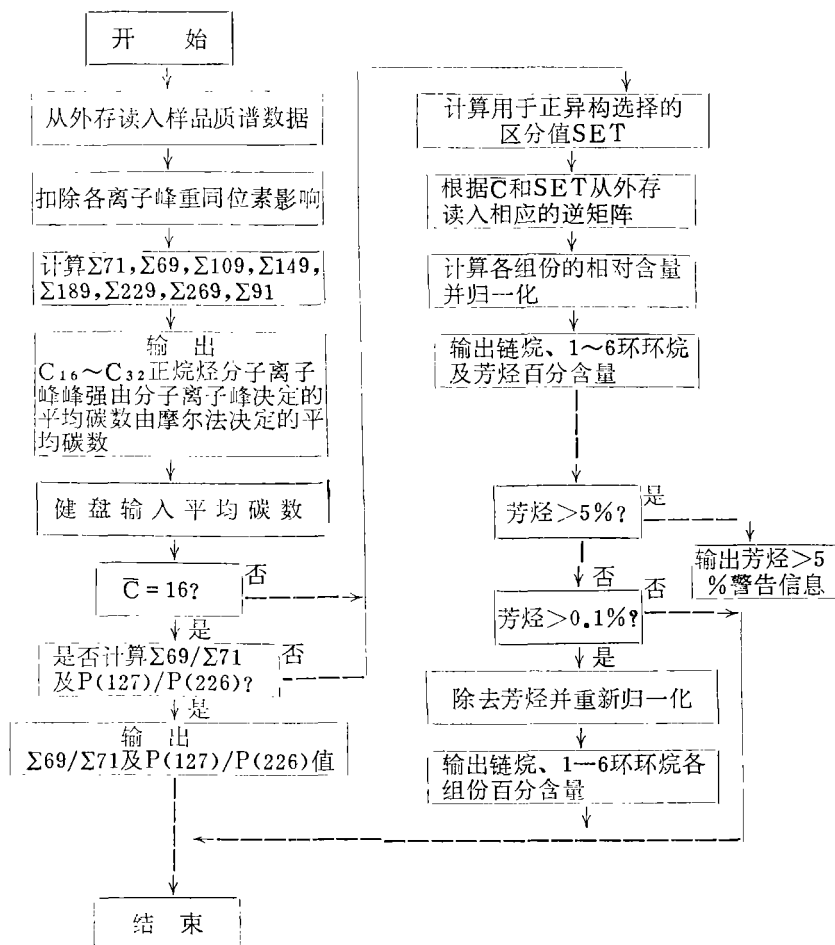 开 始
从外存读入样品质谱数据
扣除各离子峰重同位素影响
计算Σ71,Σ69,Σ109,Σ149,
Σ189,Σ229,Σ269,Σ91
输 出
C₁₆~C₃₂正烷烃分子离子
峰峰强由分子离子峰决定的
平均碳数由摩尔法决定的平
均碳数
健盘输入平均碳数
C̄=16?
否
是
是否计算Σ69/Σ71
及P(127)/P(226)?
否
是
输 出
Σ69/Σ71及P(127)/P(226)值
结 束
计算用于正异构选择的
区分值SET
根据C̄和SET从外存
读入相应的逆矩阵
计算各组份的相对含量
并归一化
输出链烷、1~6环环烷
及芳烃百分含量
芳烃>5%?
是
输出芳烃>5
%警告信息
否
芳烃>0.1%?
否
是
除去芳烃并重新归一化
输出链烷、1—6环环烷各
组份百分含量